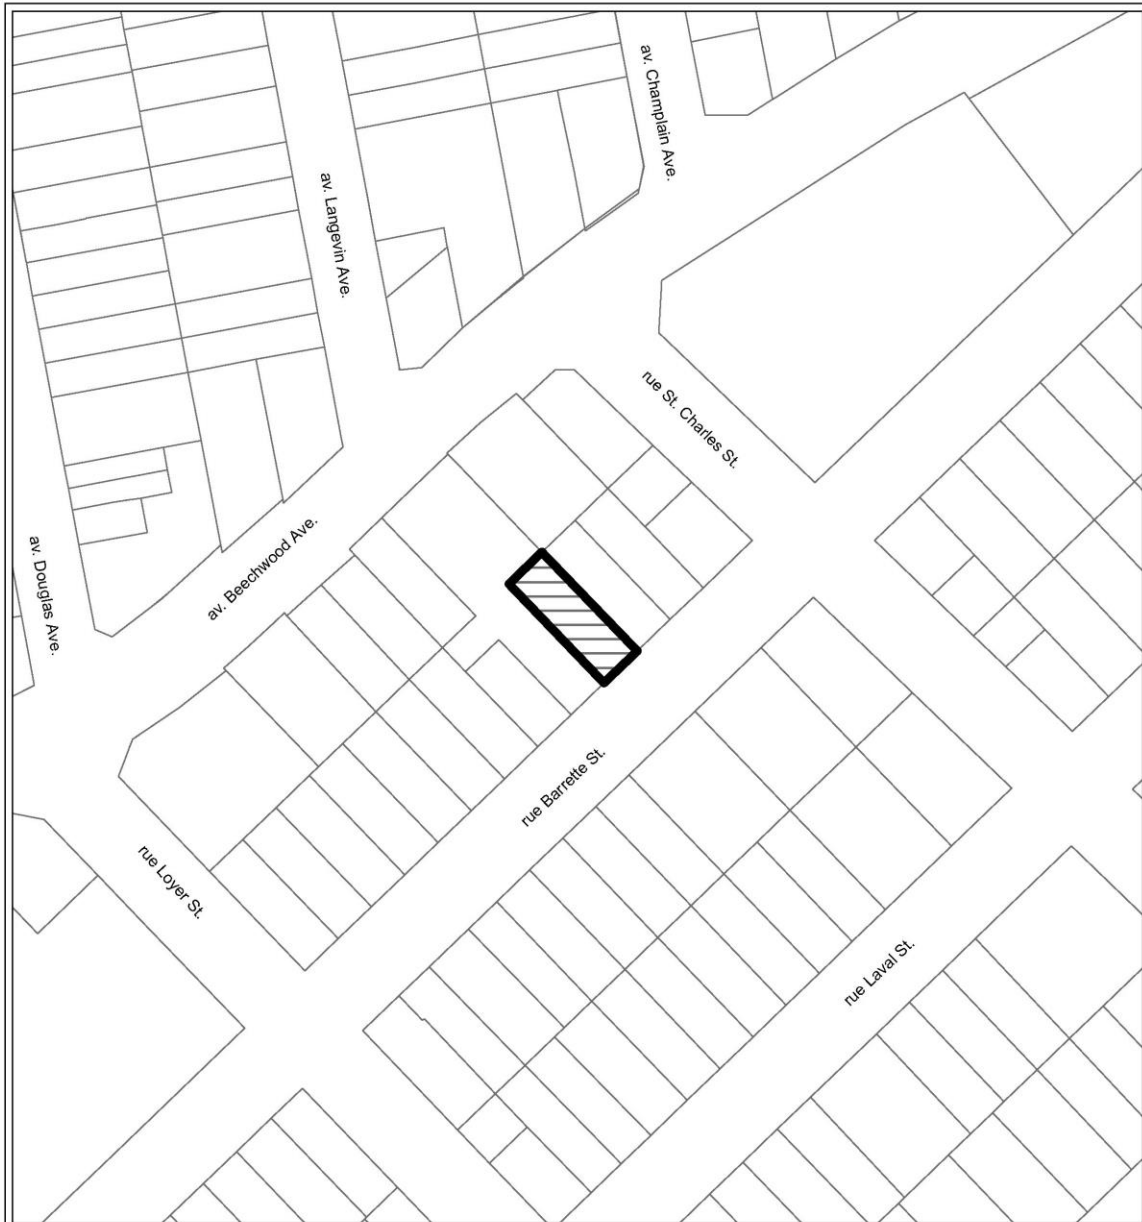 av. Champlain Ave.
av. Langevin Ave.
rue St. Charles St.
av. Beechwood Ave.
av. Douglas Ave.
rue Barrette St.
rue Loyer St.
rue Laval St.